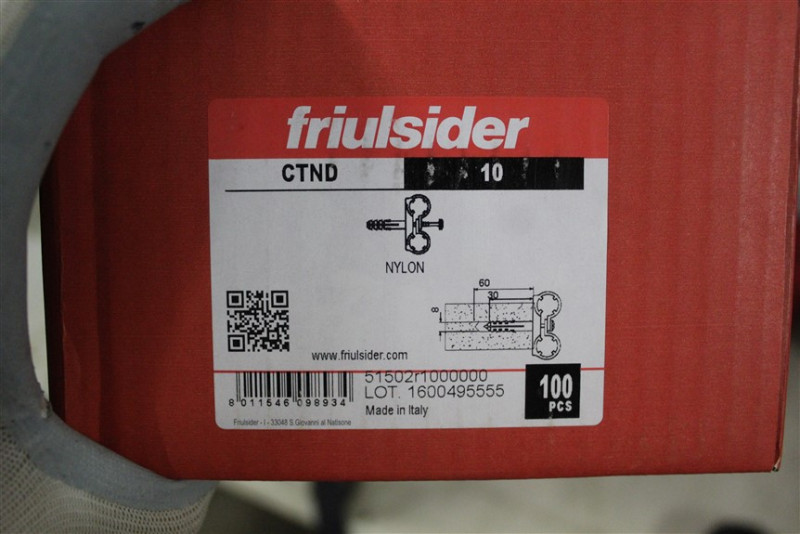 friulsider
CTND 10
NYLON
60
30
8
www.friulsider.com
51502r1000000
LOT. 1600495555
Made in Italy
100
PCS
8 011546 098934
Friulsider - I - 33048 S.Giovanni al Natisone